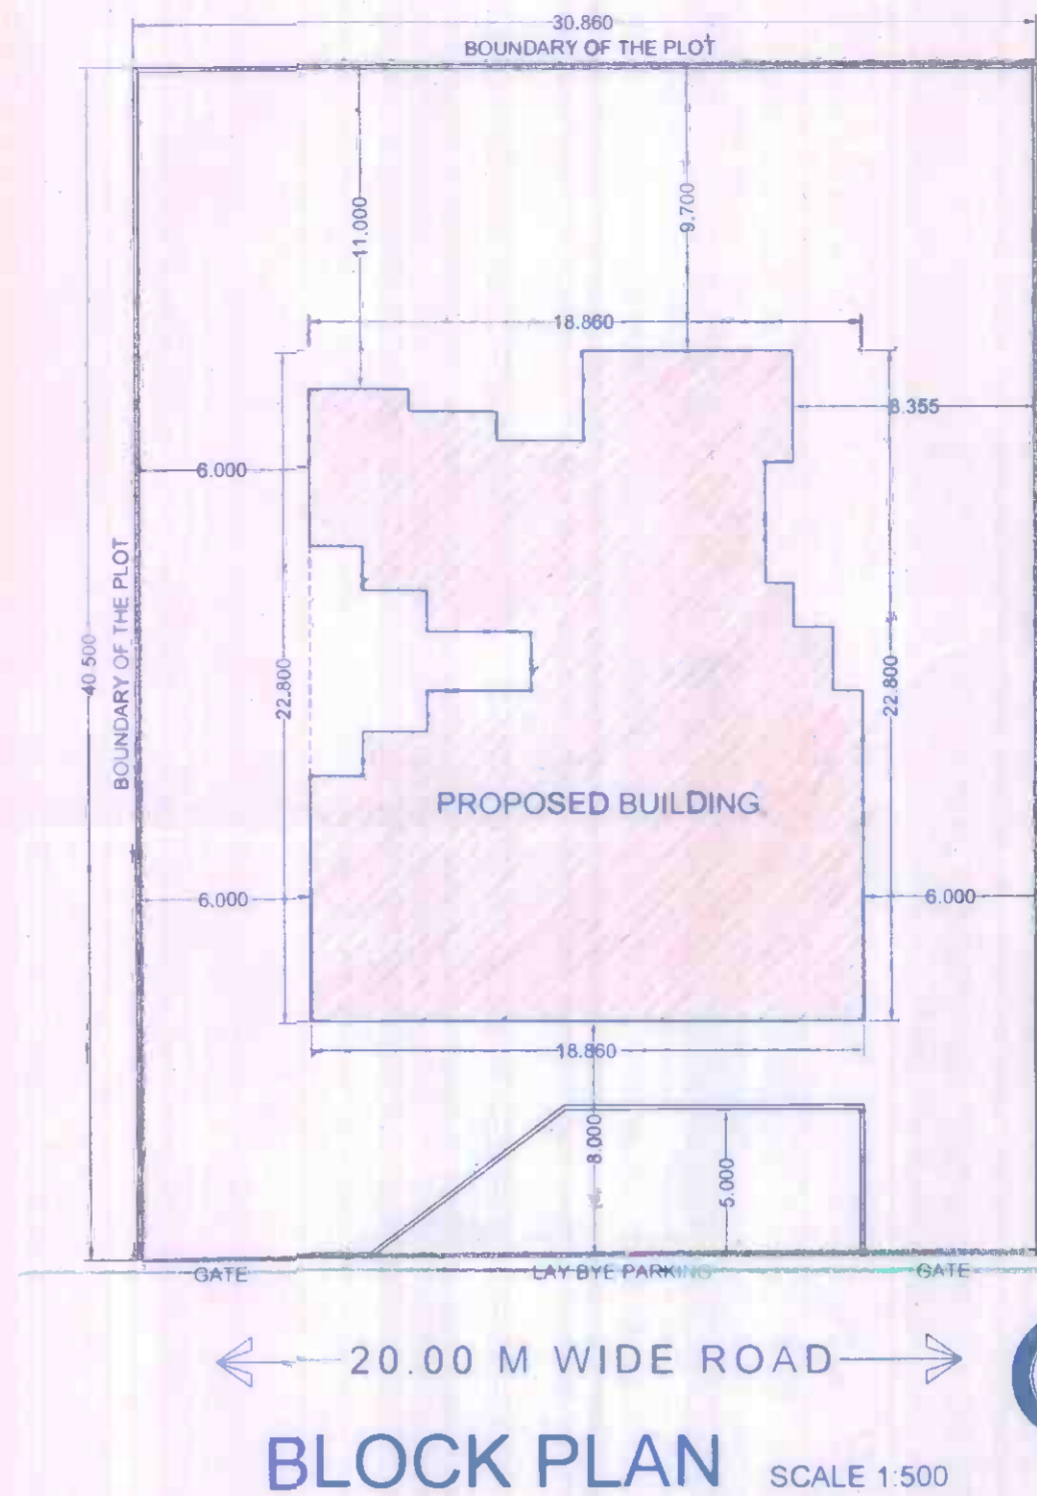 30.860
BOUNDARY OF THE PLOT
11.000
9.700
18.860
8.355
6.000
BOUNDARY OF THE PLOT
40.500
22.800
22.800
PROPOSED BUILDING
6.000
6.000
18.860
8.000
5.000
GATE
LAY BYE PARKING
GATE
20.00 M WIDE ROAD
BLOCK PLAN
SCALE 1:500